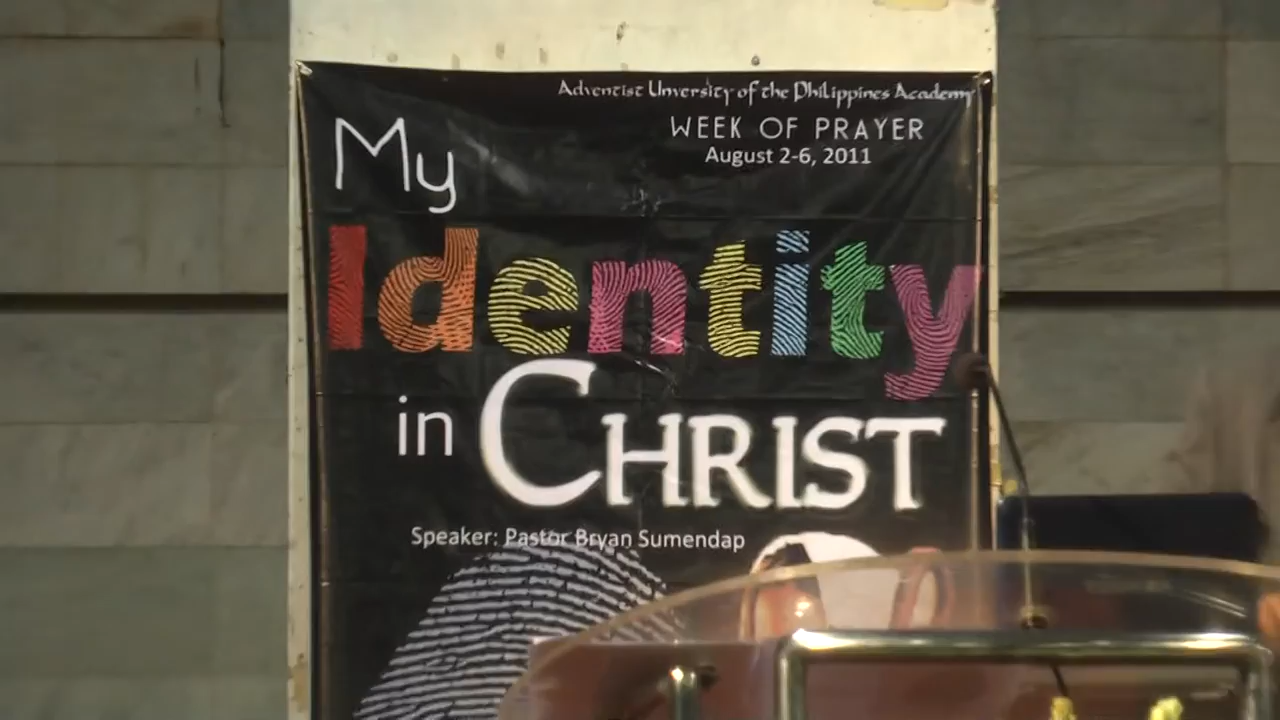 Adventist Unversity of the Philippines Academy
WEEK OF PRAYER
August 2-6, 2011
My
Identity
in CHRIST
Speaker: Pastor Bryan Sumendap